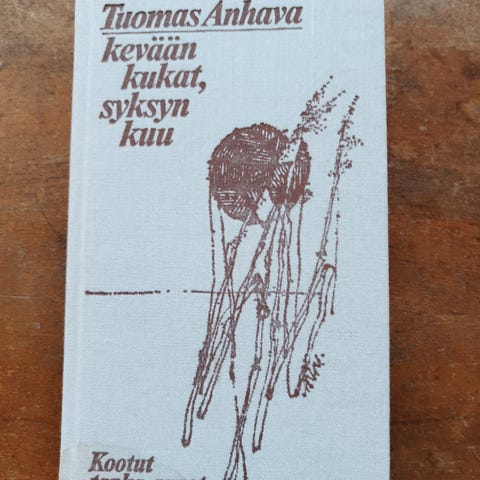 Tuomas Anhava
kevään
kukat,
syksyn
kuu
Kootut